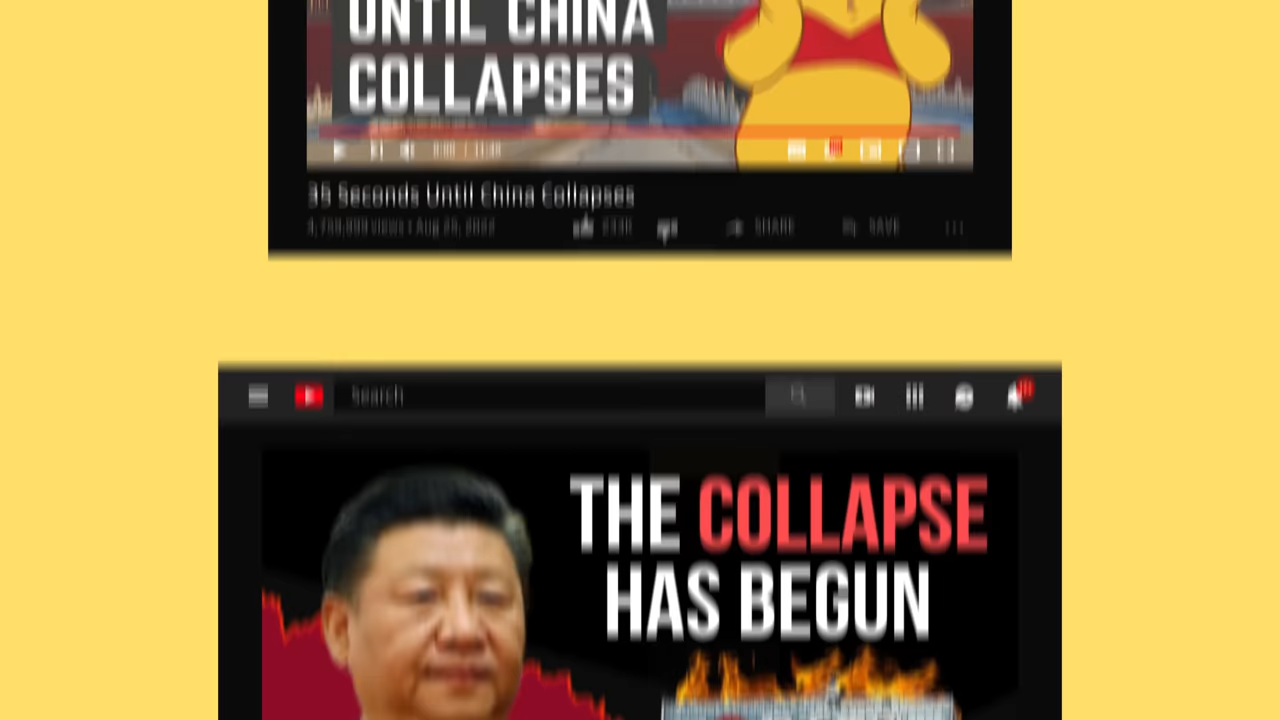 UNTIL CHINA
COLLAPSES
35 Seconds Until China Collapses
SHARE
SAVE
Search
THE COLLAPSE
HAS BEGUN